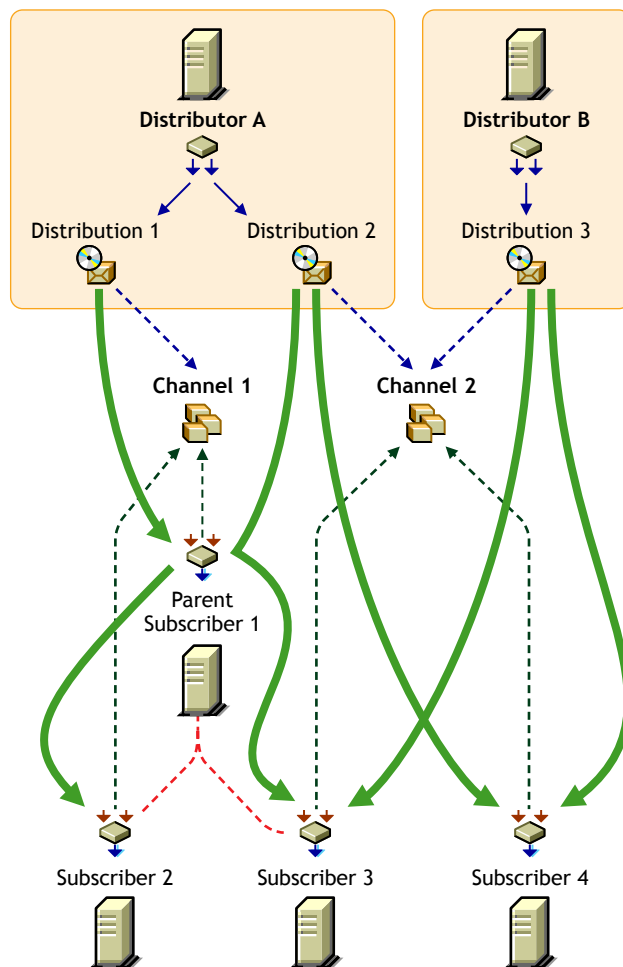 Distributor A
Distributor B
Distribution 1
Distribution 2
Distribution 3
Channel 1
Channel 2
Parent
Subscriber 1
Subscriber 2
Subscriber 3
Subscriber 4